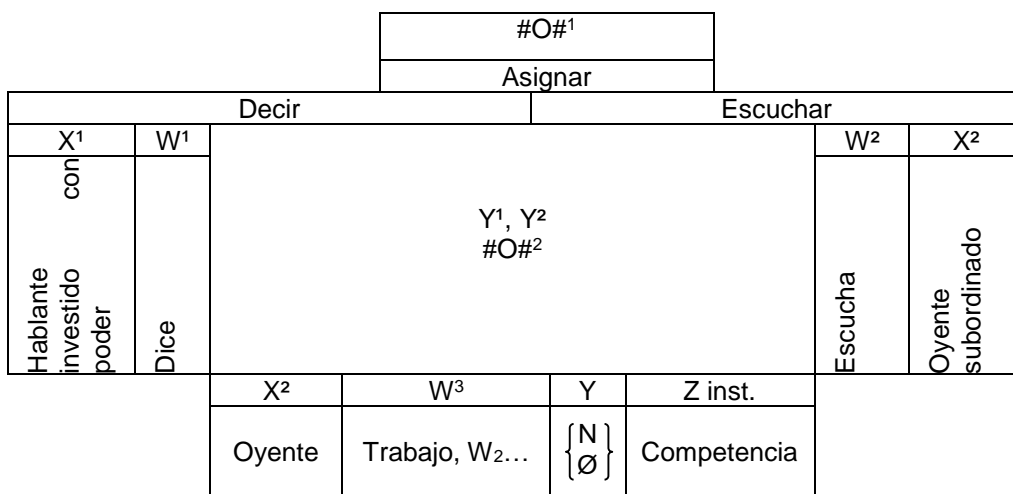 #O#¹
Asignar
Decir Escuchar
X¹ W¹ W² X²
Hablante con
investido
poder
Dice
Y¹, Y²
#O#²
Escucha
Oyente
subordinado
X² W³ Y Z inst.
Oyente Trabajo, W₂… {N Ø} Competencia